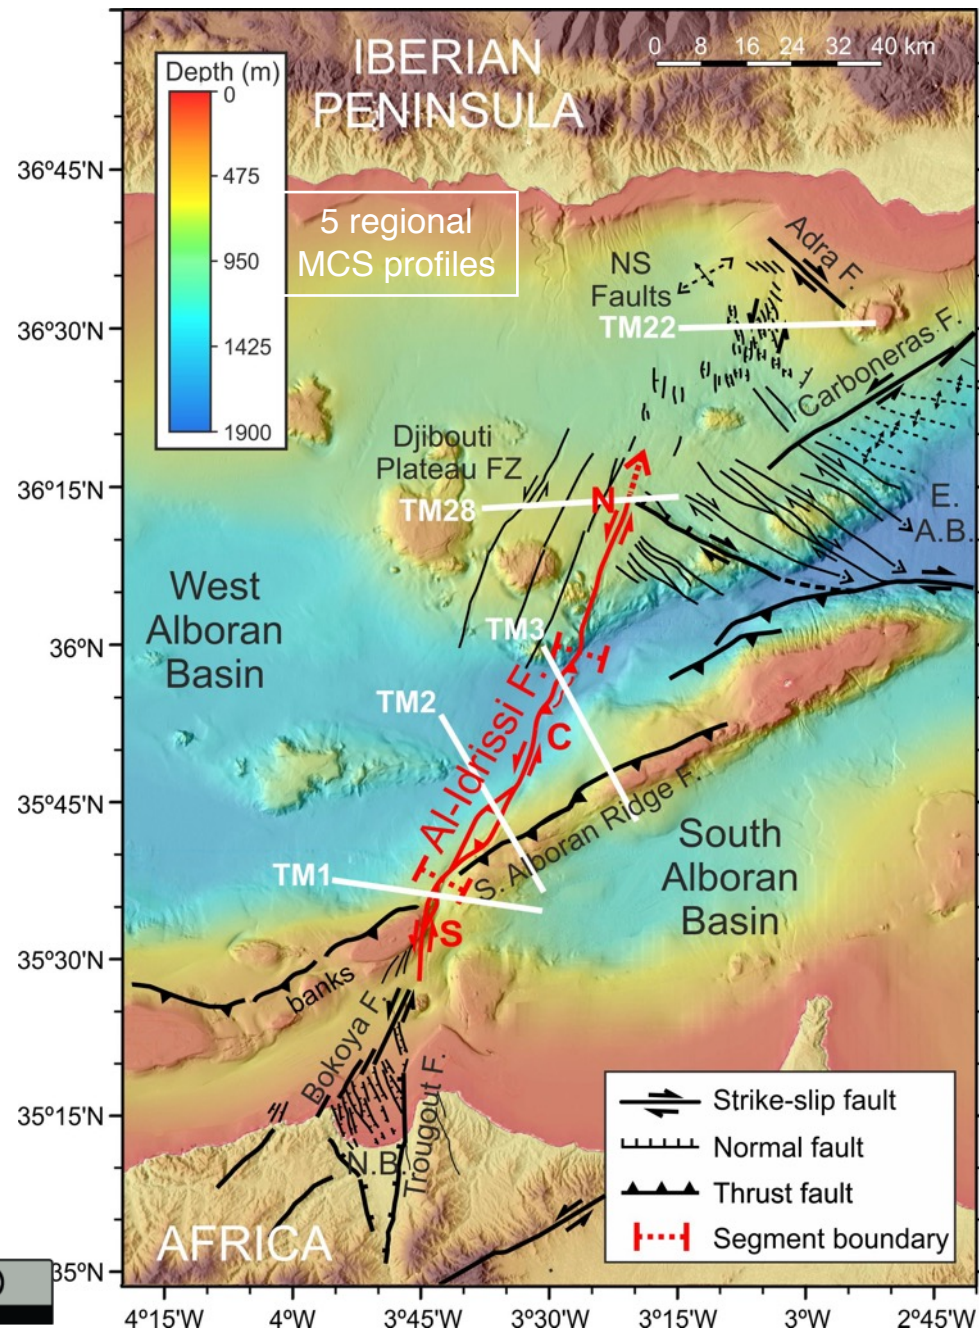 IBERIAN
PENINSULA
0 8 16 24 32 40 km
Depth (m)
0
475
950
1425
1900
5 regional
MCS profiles
36°45'N
36°30'N
36°15'N
36°N
35°45'N
35°30'N
35°15'N
35°N
Adra F.
NS
Faults
TM22
Carboneras F.
Djibouti
Plateau FZ
TM28
N
E.
A.B.
West
Alboran
Basin
TM3
TM2
Al-Idrissi F.
C
S. Alboran Ridge F.
South
Alboran
Basin
TM1
S
banks
Bokoya F.
Trougout F.
N.B.
AFRICA
Strike-slip fault
Normal fault
Thrust fault
Segment boundary
4°15'W 4°W 3°45'W 3°30'W 3°15'W 3°W 2°45'W